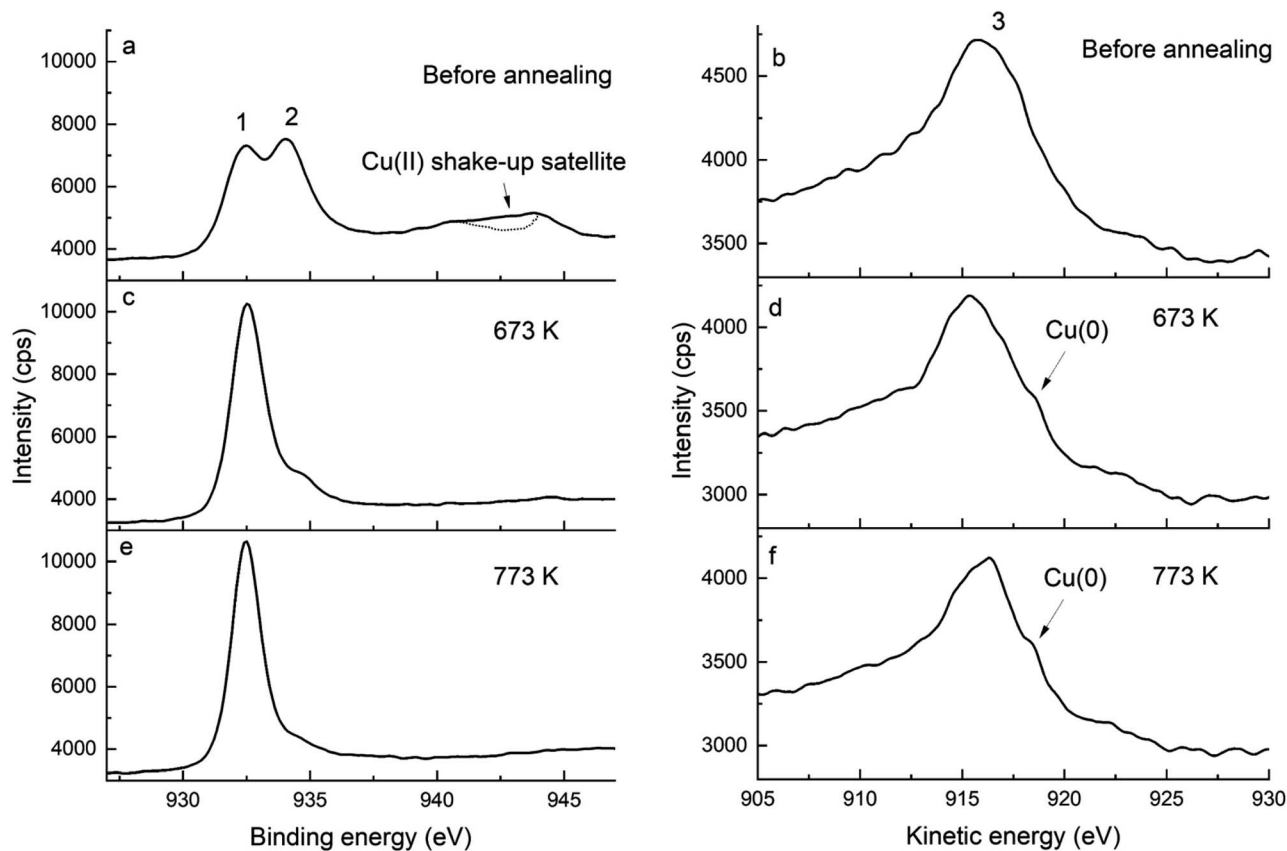 a
Before annealing
10000
8000
6000
4000
1
2
Cu(II) shake-up satellite
c
673 K
10000
8000
6000
4000
e
773 K
10000
8000
6000
4000
Intensity (cps)
930
935
940
945
Binding energy (eV)
b
3
Before annealing
4500
4000
3500
d
673 K
Cu(0)
4000
3500
3000
f
773 K
Cu(0)
4000
3500
3000
Intensity (cps)
905
910
915
920
925
930
Kinetic energy (eV)